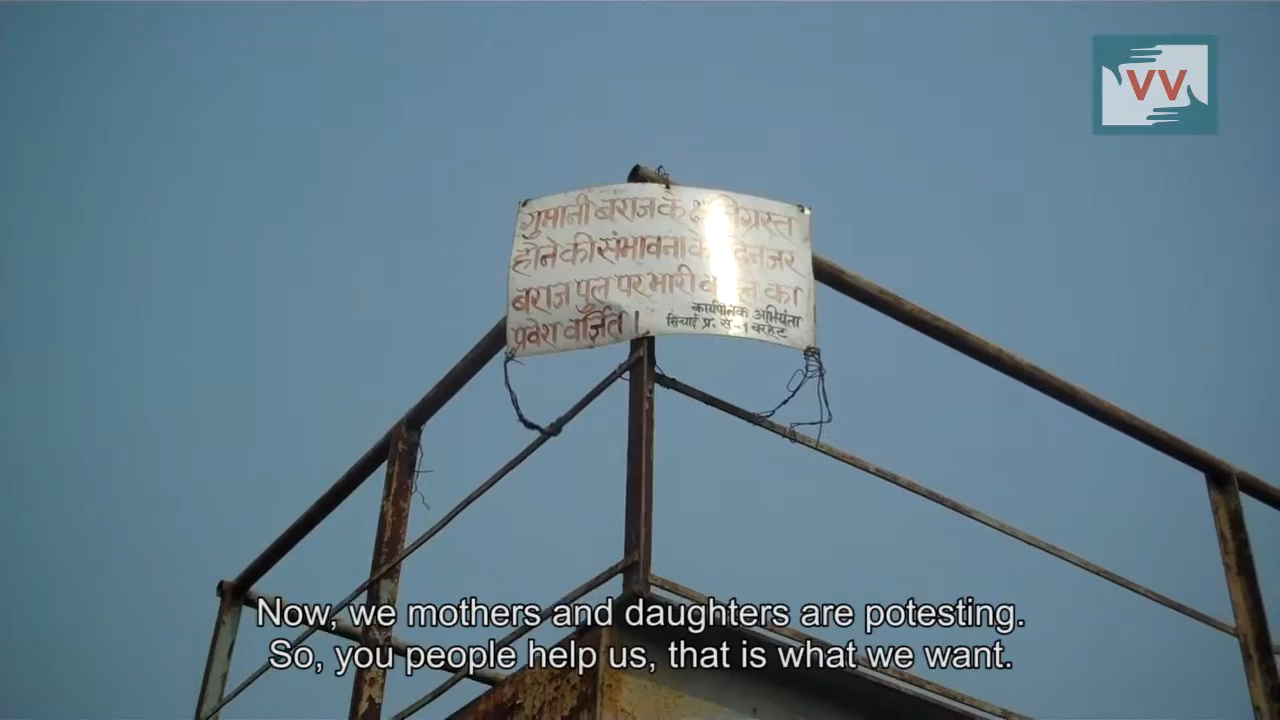 VV
गुमानी बराज के
होने की संभावना के
बराज पुल पर भारी का
प्रवेश वर्जित।
कार्यपालक अभियंता
सिंचाई प्र. सं.-1 बरहेट
Now, we mothers and daughters are potesting.
So, you people help us, that is what we want.